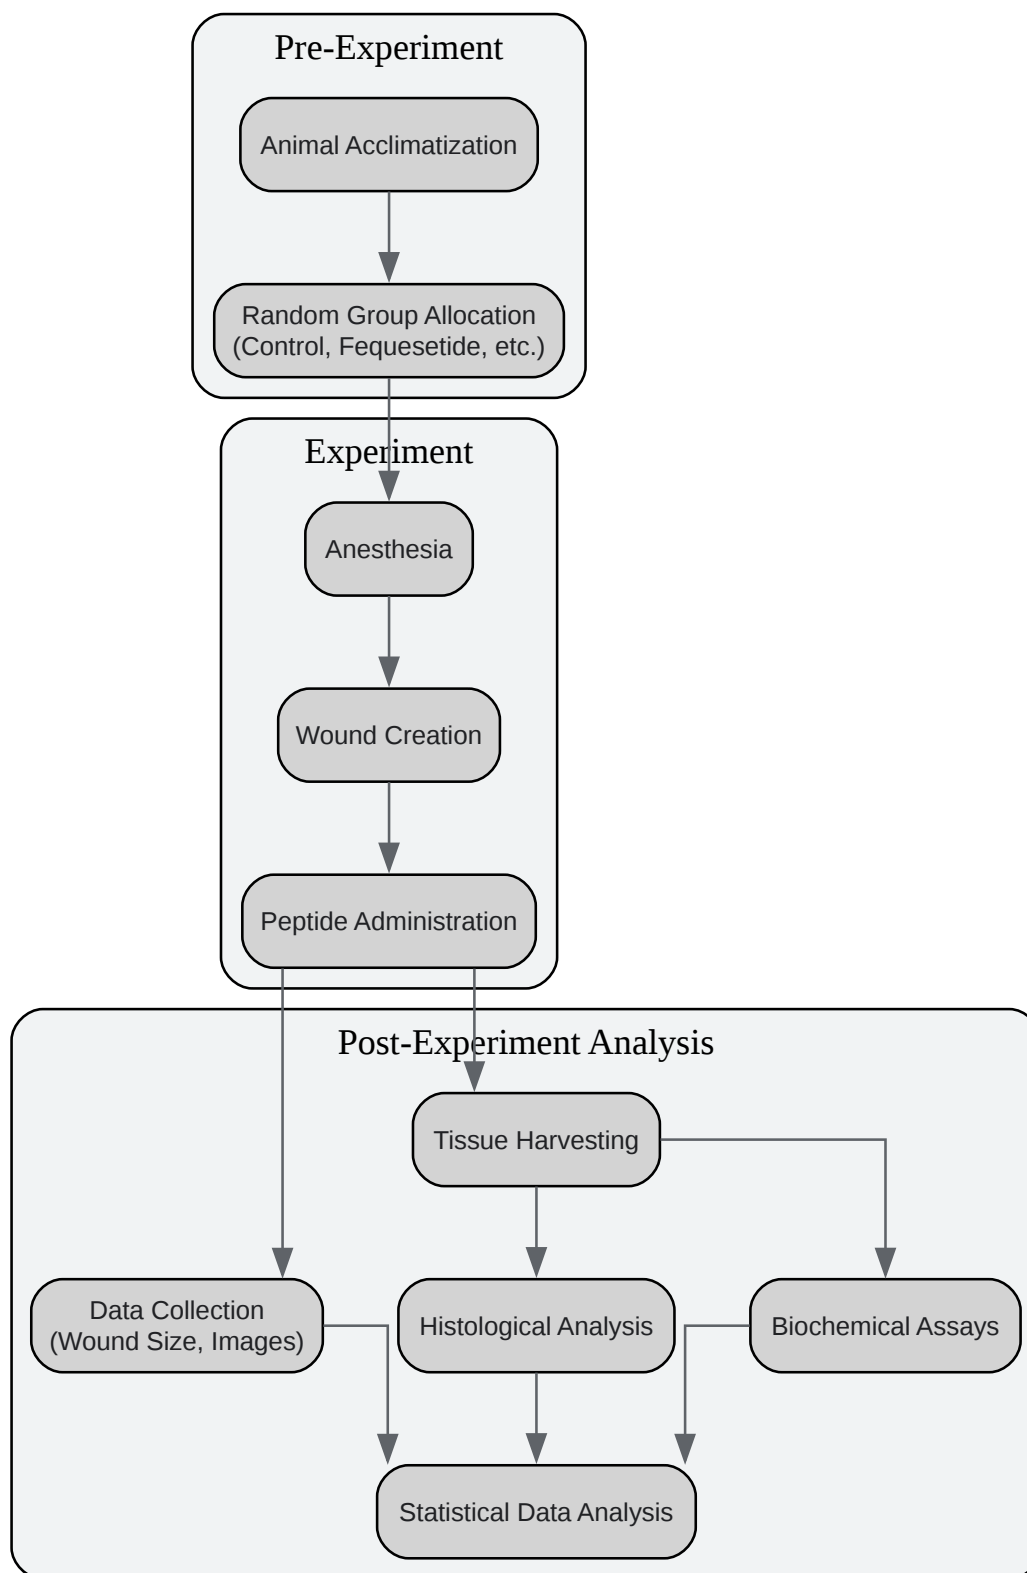 Pre-Experiment
Animal Acclimatization
Random Group Allocation
(Control, Fequesetide, etc.)
Experiment
Anesthesia
Wound Creation
Peptide Administration
Post-Experiment Analysis
Tissue Harvesting
Data Collection
(Wound Size, Images)
Histological Analysis
Biochemical Assays
Statistical Data Analysis